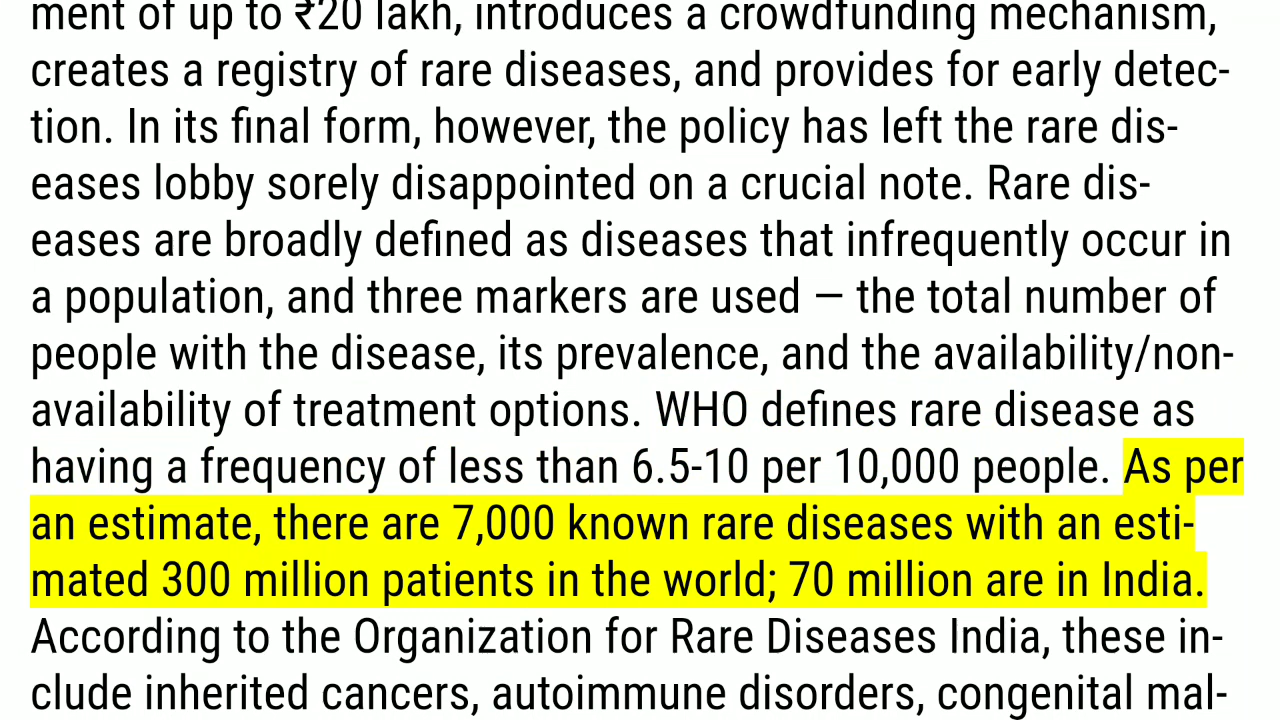 ment of up to ₹20 lakh, introduces a crowdfunding mechanism,
creates a registry of rare diseases, and provides for early detec-
tion. In its final form, however, the policy has left the rare dis-
eases lobby sorely disappointed on a crucial note. Rare dis-
eases are broadly defined as diseases that infrequently occur in
a population, and three markers are used — the total number of
people with the disease, its prevalence, and the availability/non-
availability of treatment options. WHO defines rare disease as
having a frequency of less than 6.5-10 per 10,000 people. As per
an estimate, there are 7,000 known rare diseases with an esti-
mated 300 million patients in the world; 70 million are in India.
According to the Organization for Rare Diseases India, these in-
clude inherited cancers, autoimmune disorders, congenital mal-